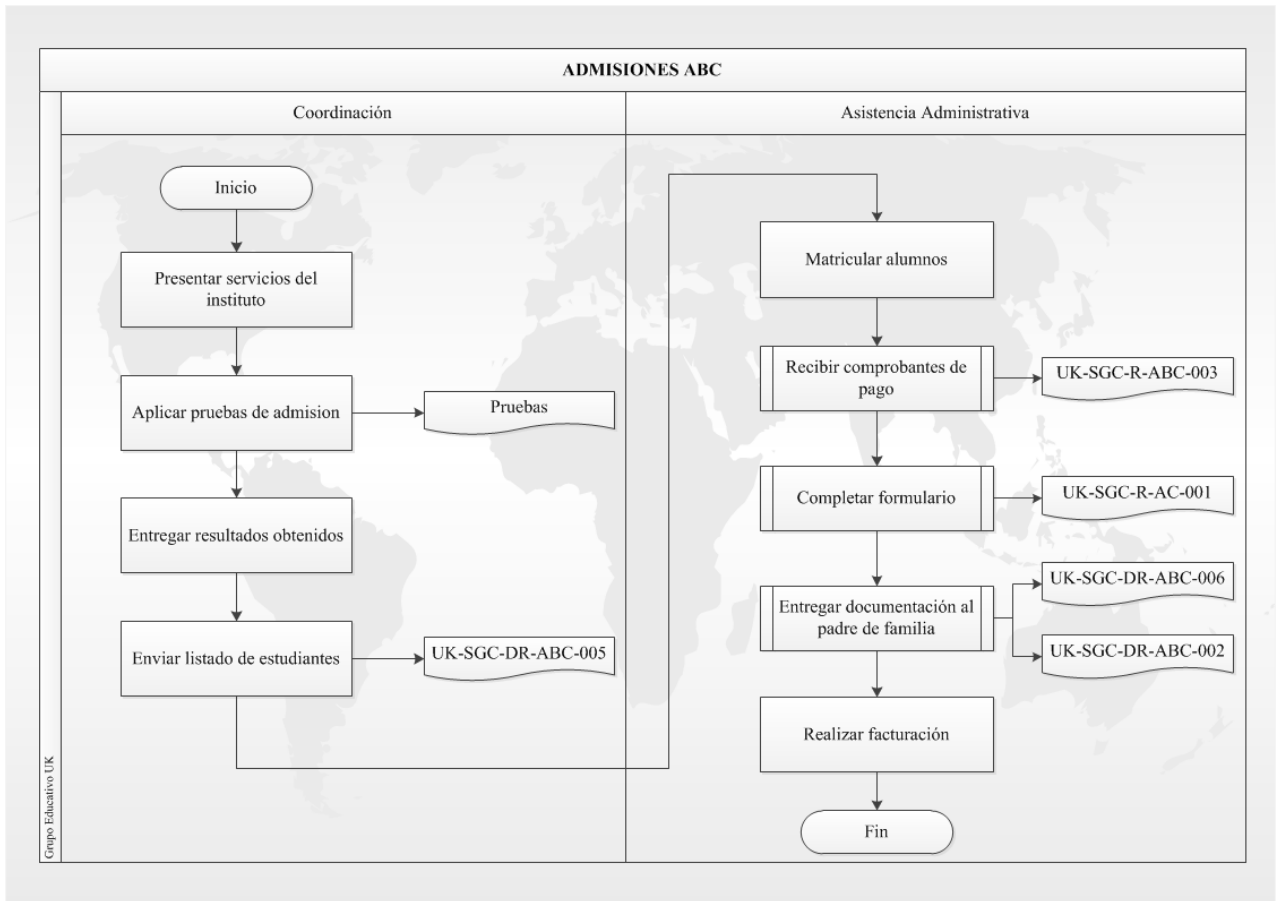 ADMISIONES ABC
Coordinación
Asistencia Administrativa
Inicio
Presentar servicios del
instituto
Aplicar pruebas de admision
Pruebas
Entregar resultados obtenidos
Enviar listado de estudiantes
UK-SGC-DR-ABC-005
Matricular alumnos
Recibir comprobantes de
pago
UK-SGC-R-ABC-003
Completar formulario
UK-SGC-R-AC-001
Entregar documentación al
padre de familia
UK-SGC-DR-ABC-006
UK-SGC-DR-ABC-002
Realizar facturación
Fin
Grupo Educativo UK